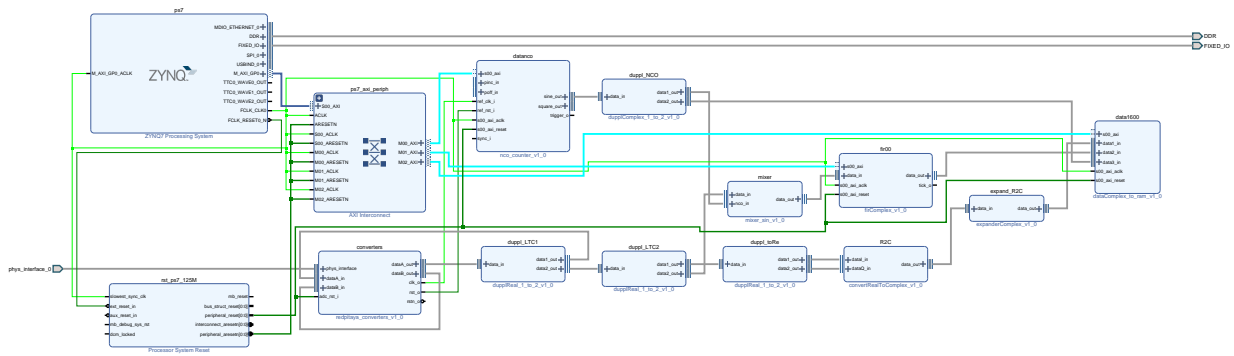 ps7
MDIO_ETHERNET_0
DDR
FIXED_IO
SPI_0
USBIND_0
M_AXI_GP0_ACLK
M_AXI_GP0
TTC0_WAVE0_OUT
TTC0_WAVE1_OUT
TTC0_WAVE2_OUT
FCLK_CLK0
FCLK_RESET0_N
ZYNQ
ZYNQ7 Processing System
DDR
FIXED_IO
ps7_axi_periph
S00_AXI
ACLK
ARESETN
S00_ACLK
S00_ARESETN
M00_ACLK
M00_ARESETN
M01_ACLK
M01_ARESETN
M02_ACLK
M02_ARESETN
M00_AXI
M01_AXI
M02_AXI
AXI Interconnect
datanco
s00_axi
pinc_in
poff_in
ref_clk_i
ref_rst_i
s00_axi_aclk
s00_axi_reset
sync_i
sine_out
square_out
trigger_o
nco_counter_v1_0
duppl_NCO
data_in
data1_out
data2_out
dupplComplex_1_to_2_v1_0
mixer
data_in
nco_in
data_out
mixer_sin_v1_0
fir00
s00_axi
data_in
s00_axi_aclk
s00_axi_reset
data_out
tick_o
firComplex_v1_0
data1600
s00_axi
data1_in
data2_in
data3_in
s00_axi_aclk
s00_axi_reset
dataComplex_to_ram_v1_0
expand_R2C
data_in
data_out
expanderComplex_v1_0
phys_interface_0
converters
phys_interface
dataA_in
dataB_in
adc_rst_i
dataA_out
dataB_out
clk_o
rst_o
rstn_o
redpitaya_converters_v1_0
duppl_LTC1
data_in
data1_out
data2_out
dupplReal_1_to_2_v1_0
duppl_LTC2
data_in
data1_out
data2_out
dupplReal_1_to_2_v1_0
duppl_toRe
data_in
data1_out
data2_out
dupplReal_1_to_2_v1_0
R2C
dataI_in
dataQ_in
data_out
convertRealToComplex_v1_0
rst_ps7_125M
slowest_sync_clk
ext_reset_in
aux_reset_in
mb_debug_sys_rst
dcm_locked
mb_reset
bus_struct_reset[0:0]
peripheral_reset[0:0]
interconnect_aresetn[0:0]
peripheral_aresetn[0:0]
Processor System Reset